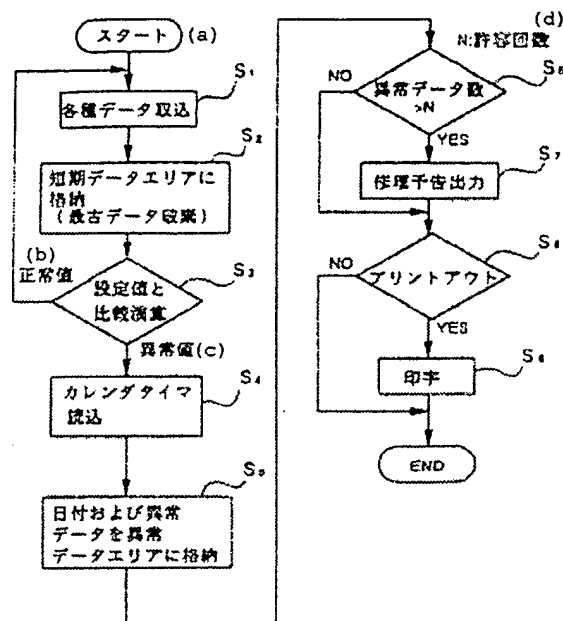 スタート (a)
S1
各種データ取込
S2
短期データエリアに
格納
(最古データ破棄)
(b)
正常値
S3
設定値と
比較演算
異常値(c)
S4
カレンダタイマ
読込
S5
日付および異常
データを異常
データエリアに格納
(d)
N:許容回数
NO
異常データ数
>N
YES
S7
修理予告出力
NO
プリントアウト
YES
印字
END